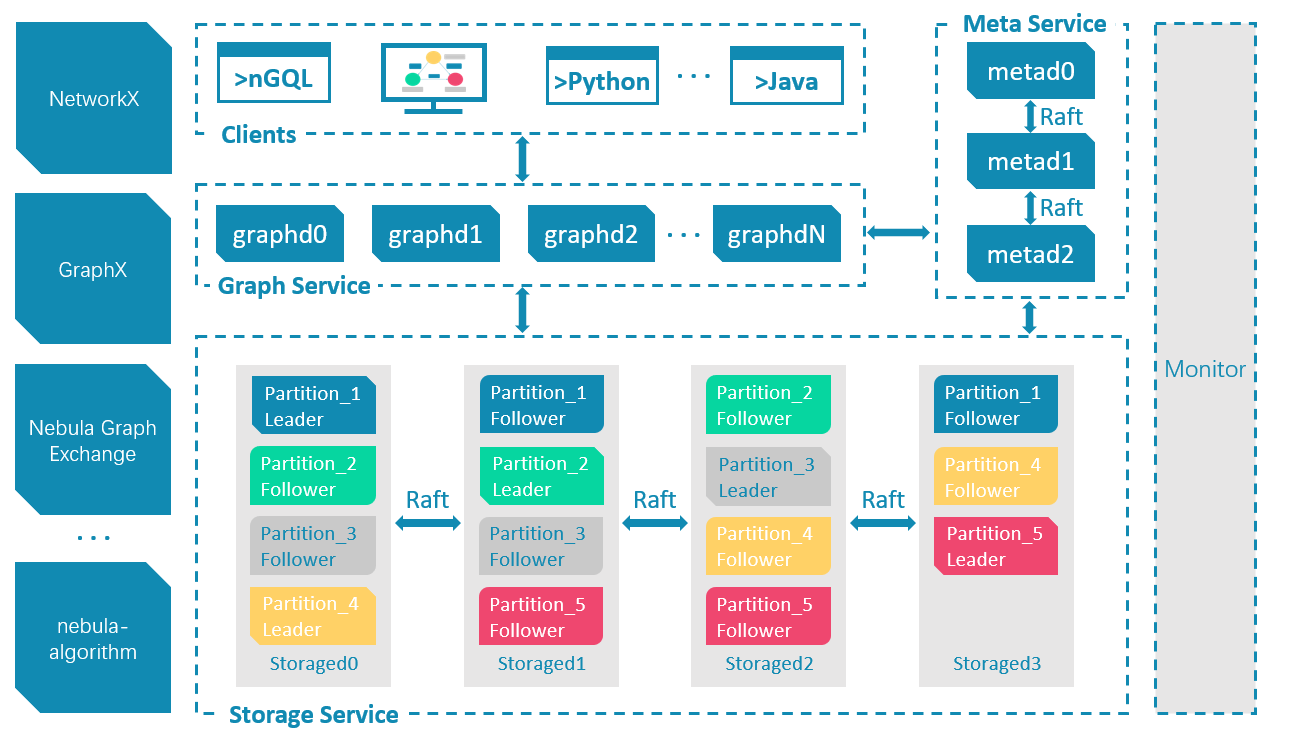 NetworkX
GraphX
Nebula Graph
Exchange
...
nebula-
algorithm
>nGQL
>Python
...
>Java
Clients
graphd0
graphd1
graphd2
...
graphdN
Graph Service
Meta Service
metad0
Raft
metad1
Raft
metad2
Partition_1
Leader
Partition_2
Follower
Partition_3
Follower
Partition_4
Leader
Storaged0
Raft
Partition_1
Follower
Partition_2
Leader
Partition_3
Follower
Partition_5
Follower
Storaged1
Raft
Partition_2
Follower
Partition_3
Leader
Partition_4
Follower
Partition_5
Follower
Storaged2
Raft
Partition_1
Follower
Partition_4
Follower
Partition_5
Leader
Storaged3
Storage Service
Monitor